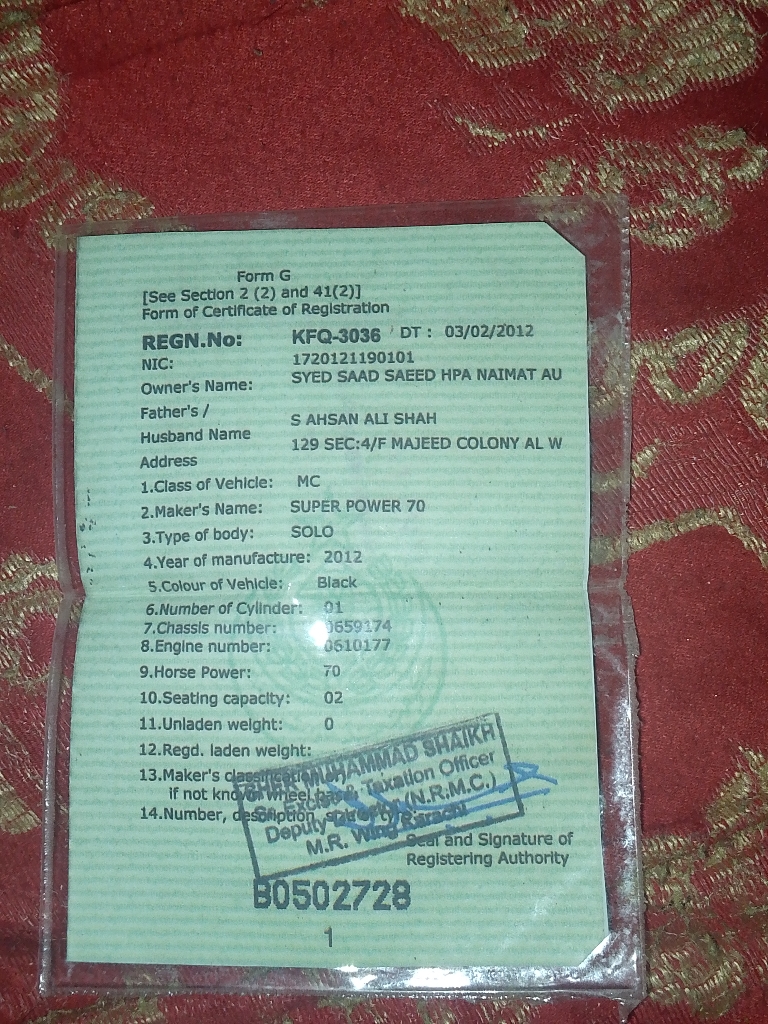 Form G
[See Section 2 (2) and 41(2)]
Form of Certificate of Registration
REGN.No: KFQ-3036 DT : 03/02/2012
NIC: 1720121190101
Owner's Name: SYED SAAD SAEED HPA NAIMAT AU
Father's /
Husband Name S AHSAN ALI SHAH
Address 129 SEC:4/F MAJEED COLONY AL W
1.Class of Vehicle: MC
2.Maker's Name: SUPER POWER 70
3.Type of body: SOLO
4.Year of manufacture: 2012
5.Colour of Vehicle: Black
6.Number of Cylinder: 01
7.Chassis number: 0659174
8.Engine number: 0610177
9.Horse Power: 70
10.Seating capacity: 02
11.Unladen weight: 0
12.Regd. laden weight:
13.Maker's classification
if not known wheel base
14.Number, description, size of tyre
MUHAMMAD SHAIKH
Excise & Taxation Officer
Deputy (N.R.M.C.)
M.R. Wing Karachi
Seal and Signature of
Registering Authority
B0502728
1